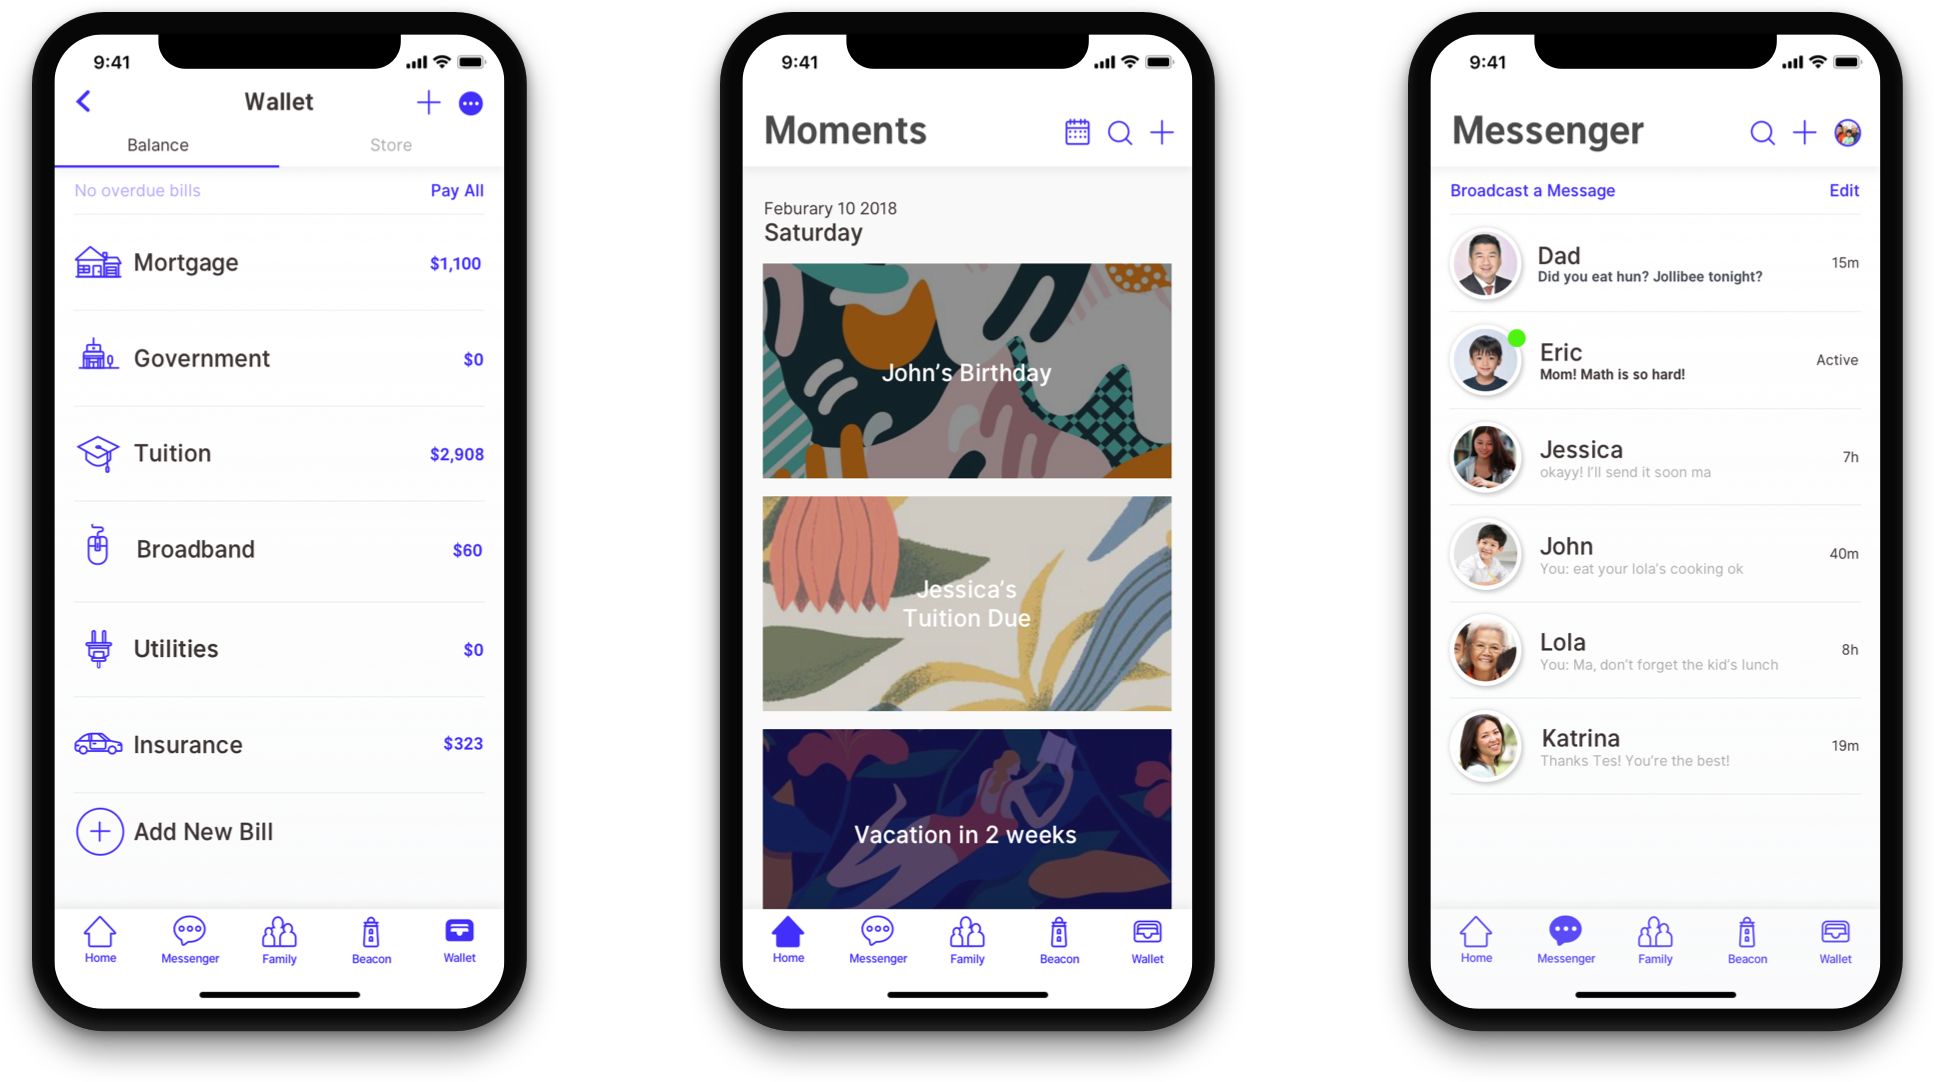 9:41
Wallet
Balance
Store
No overdue bills
Pay All
Mortgage
$1,100
Government
$0
Tuition
$2,908
Broadband
$60
Utilities
$0
Insurance
$323
Add New Bill
Home
Messenger
Family
Beacon
Wallet
9:41
Moments
Feburary 10 2018
Saturday
John’s Birthday
Jessica’s
Tuition Due
Vacation in 2 weeks
Home
Messenger
Family
Beacon
Wallet
9:41
Messenger
Broadcast a Message
Edit
Dad
Did you eat hun? Jollibee tonight?
15m
Eric
Mom! Math is so hard!
Active
Jessica
okayy! I’ll send it soon ma
7h
John
You: eat your lola’s cooking ok
40m
Lola
You: Ma, don’t forget the kid’s lunch
8h
Katrina
Thanks Tes! You’re the best!
19m
Home
Messenger
Family
Beacon
Wallet